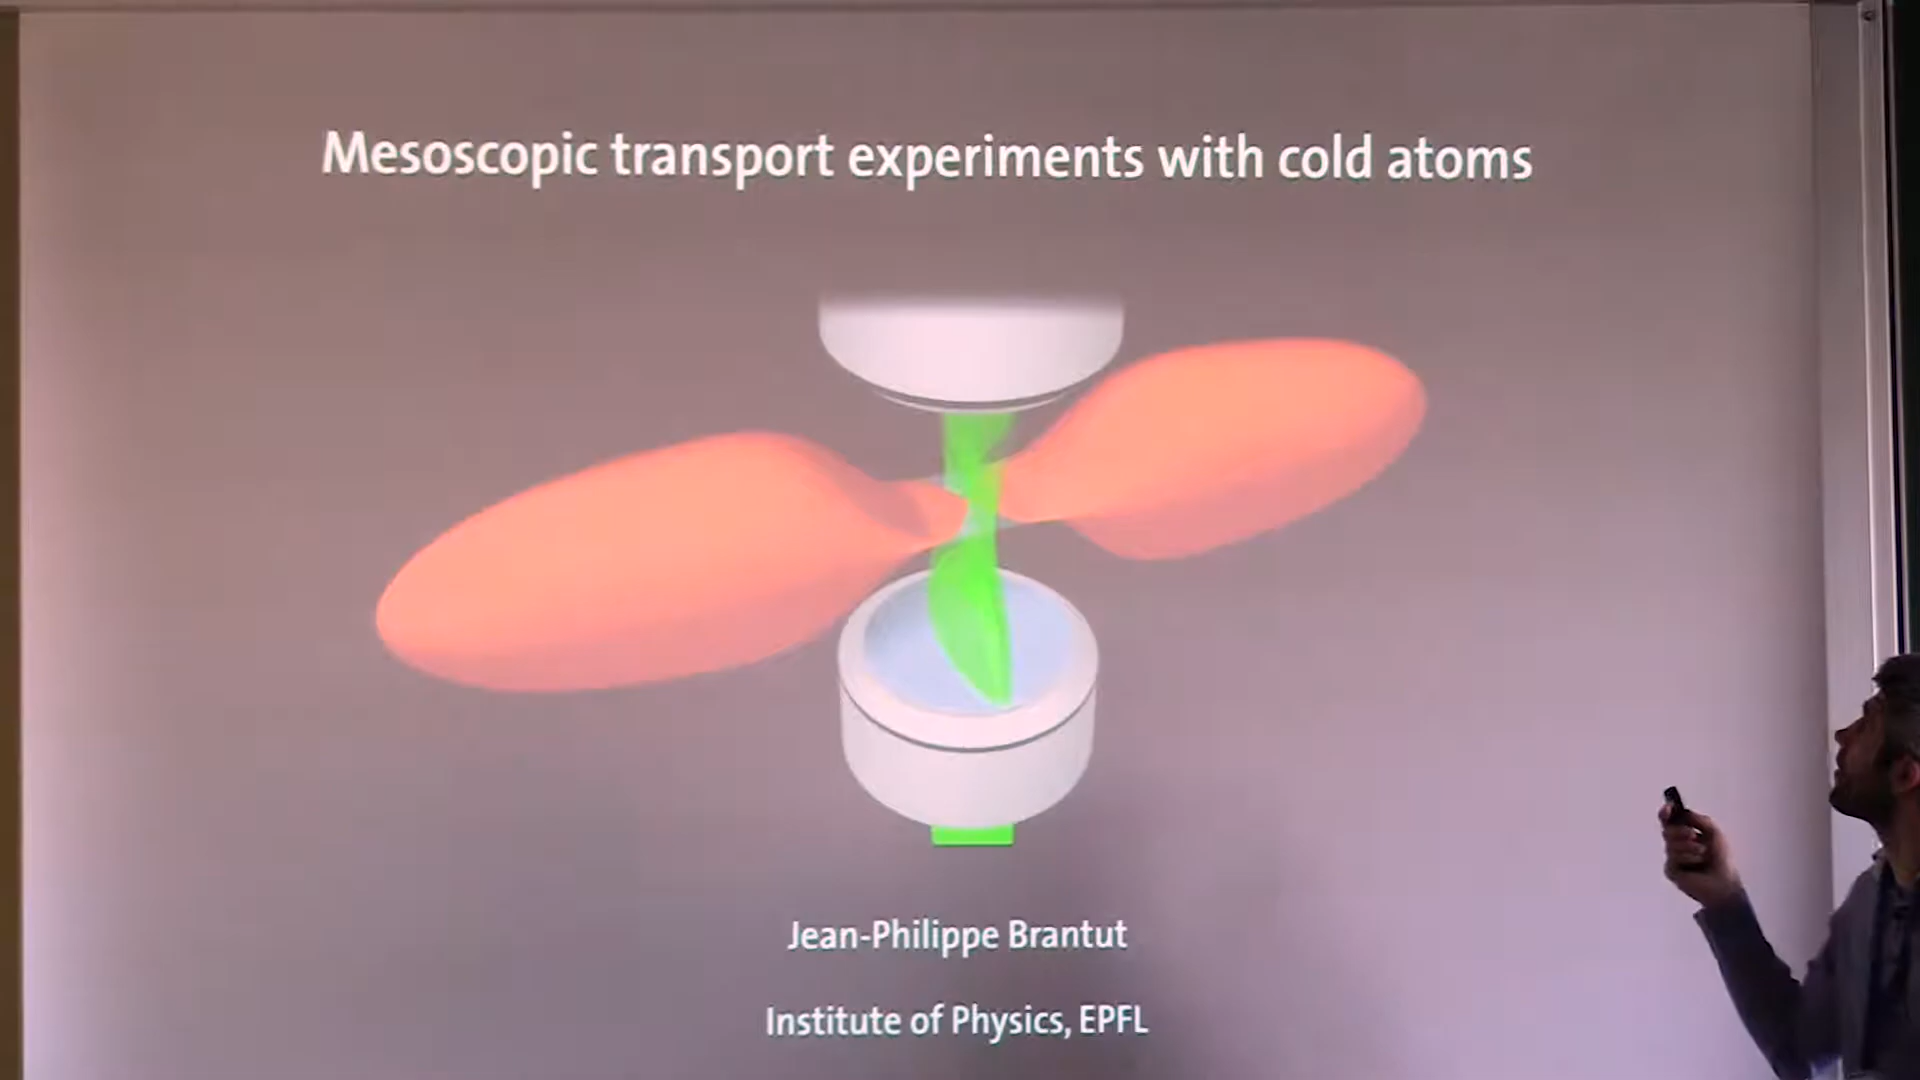 Mesoscopic transport experiments with cold atoms
Jean-Philippe Brantut
Institute of Physics, EPFL